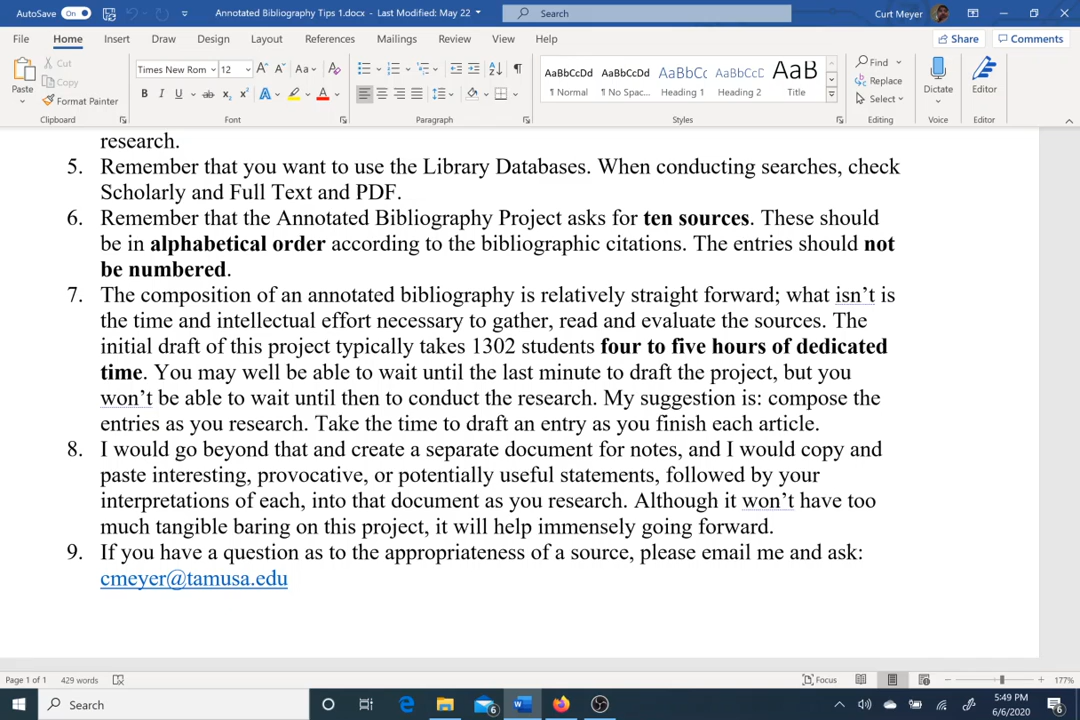 AutoSave On Annotated Bibliography Tips 1.docx - Last Modified: May 22 Search Curt Meyer
File Home Insert Draw Design Layout References Mailings Review View Help Share Comments
Paste Cut Copy Format Painter Clipboard
Times New Rom 12 A A Aa A B I U ab x₂ x² A A Font
Paragraph
AaBbCcDd ¶ Normal AaBbCcDd ¶ No Spac... AaBbCc Heading 1 AaBbCcD Heading 2 AaB Title Styles
Find Replace Select Editing
Dictate Voice
Editor Editor
research.
5. Remember that you want to use the Library Databases. When conducting searches, check
Scholarly and Full Text and PDF.
6. Remember that the Annotated Bibliography Project asks for ten sources. These should
be in alphabetical order according to the bibliographic citations. The entries should not
be numbered.
7. The composition of an annotated bibliography is relatively straight forward; what isn’t is
the time and intellectual effort necessary to gather, read and evaluate the sources. The
initial draft of this project typically takes 1302 students four to five hours of dedicated
time. You may well be able to wait until the last minute to draft the project, but you
won’t be able to wait until then to conduct the research. My suggestion is: compose the
entries as you research. Take the time to draft an entry as you finish each article.
8. I would go beyond that and create a separate document for notes, and I would copy and
paste interesting, provocative, or potentially useful statements, followed by your
interpretations of each, into that document as you research. Although it won’t have too
much tangible baring on this project, it will help immensely going forward.
9. If you have a question as to the appropriateness of a source, please email me and ask:
cmeyer@tamusa.edu
Page 1 of 1 429 words Focus 177%
Search 6 5:49 PM
6/6/2020 6